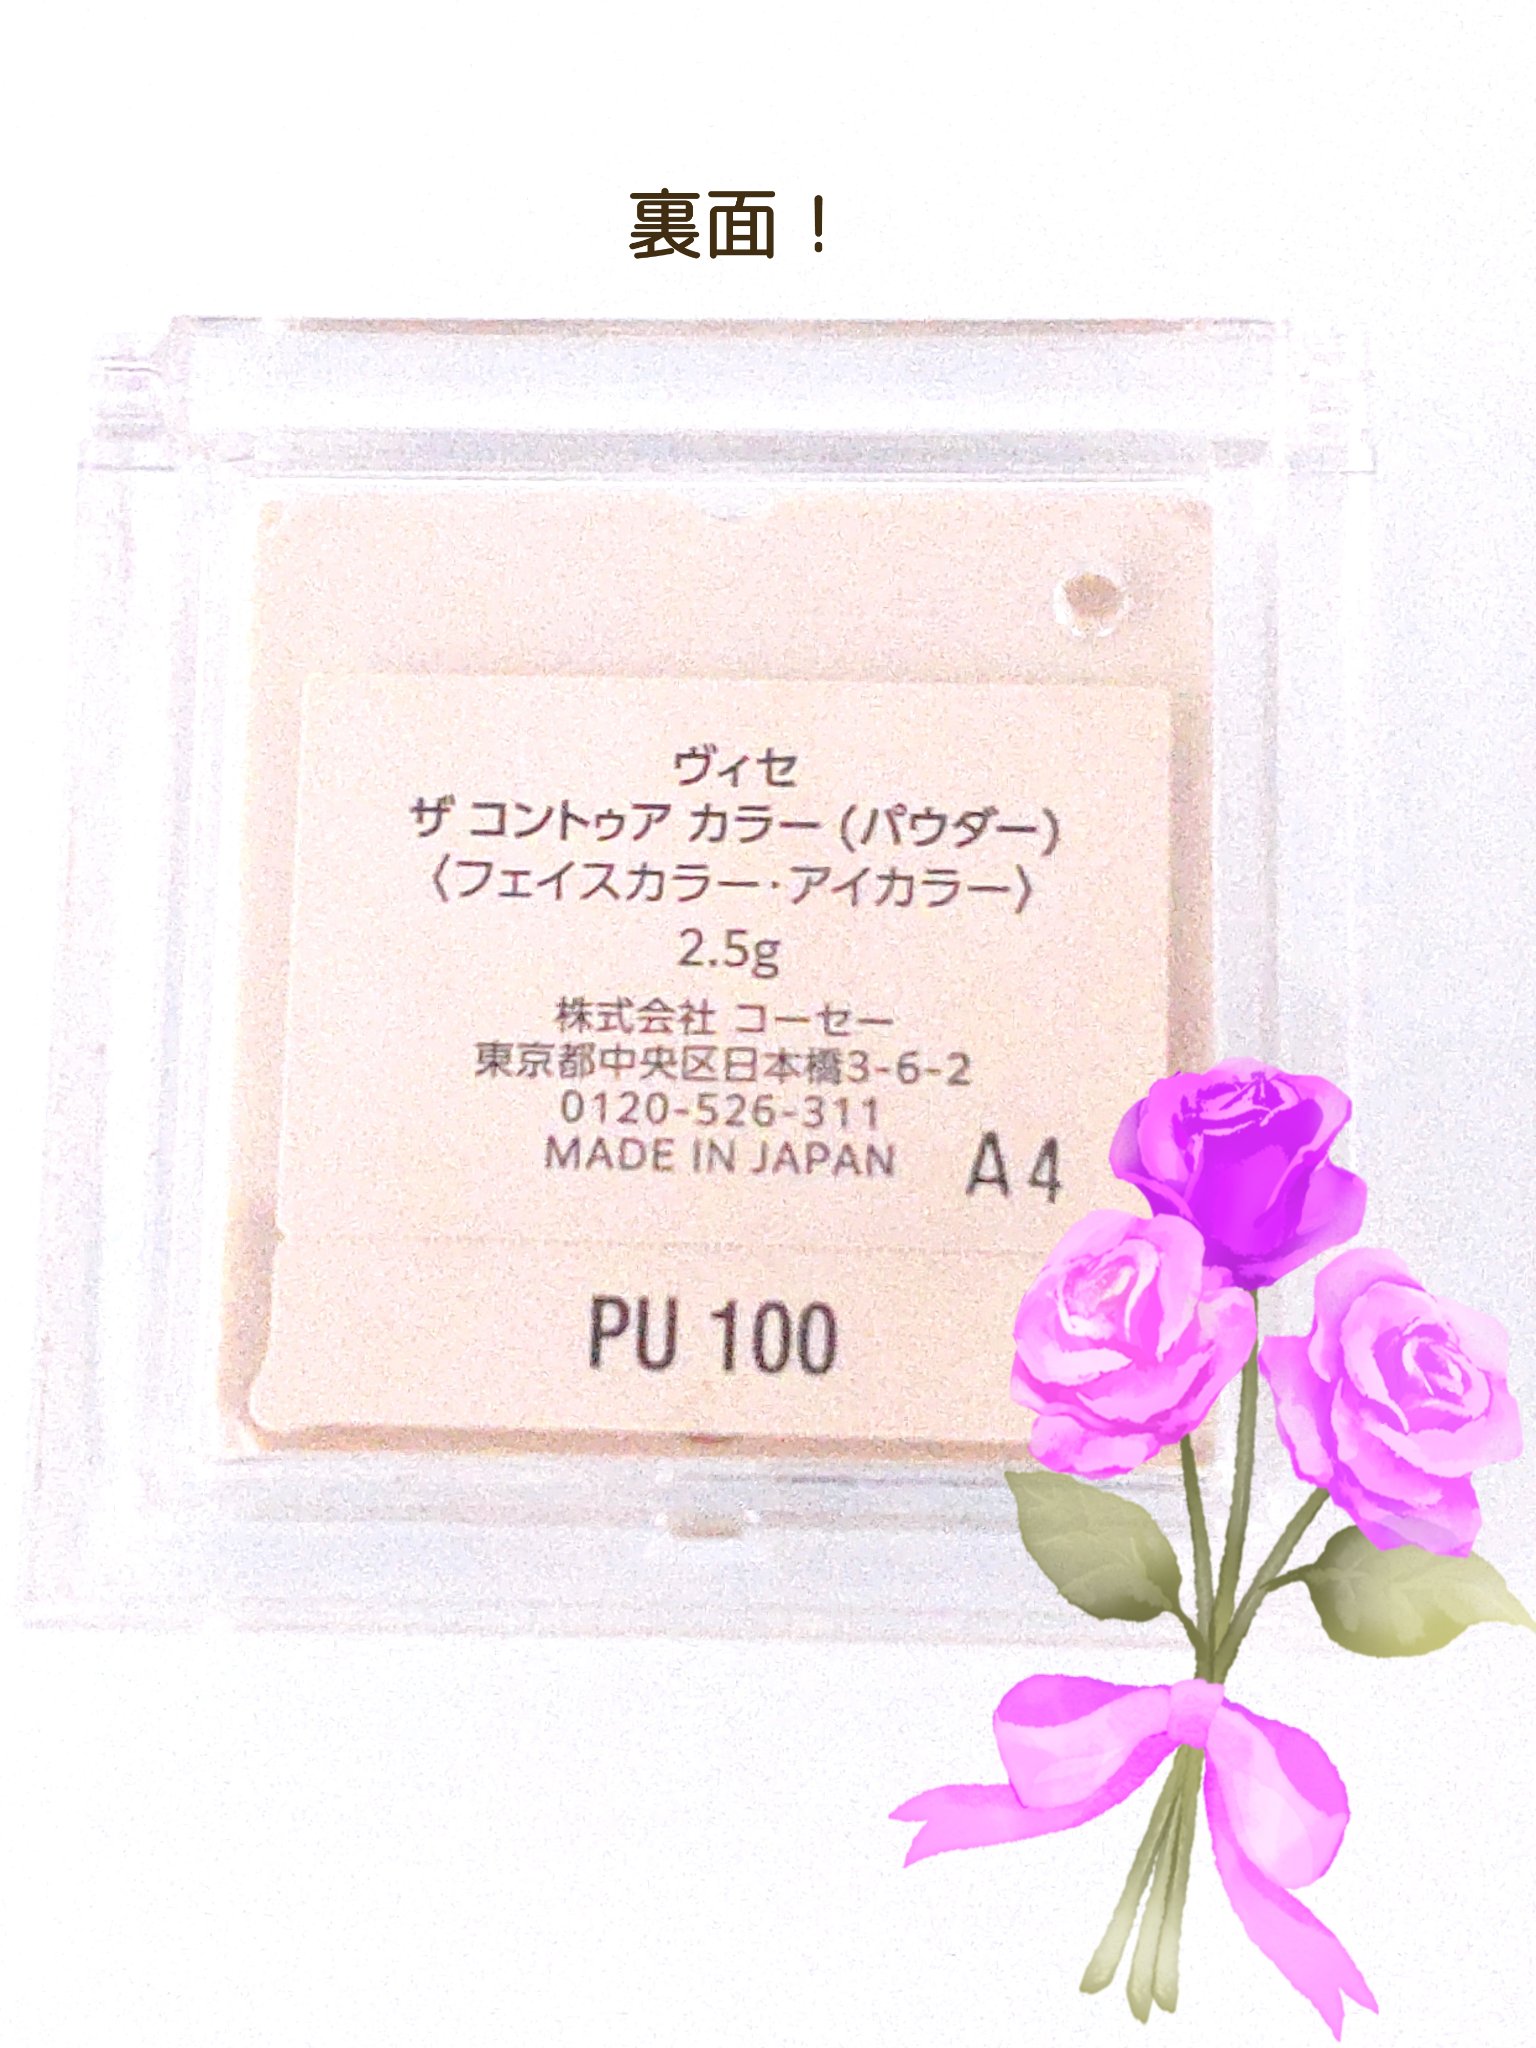 裏面！
ヴィセ
ザ コントゥア カラー (パウダー)
〈フェイスカラー・アイカラー〉
2.5g
株式会社 コーセー
東京都中央区日本橋3-6-2
0120-526-311
MADE IN JAPAN
A4
PU 100